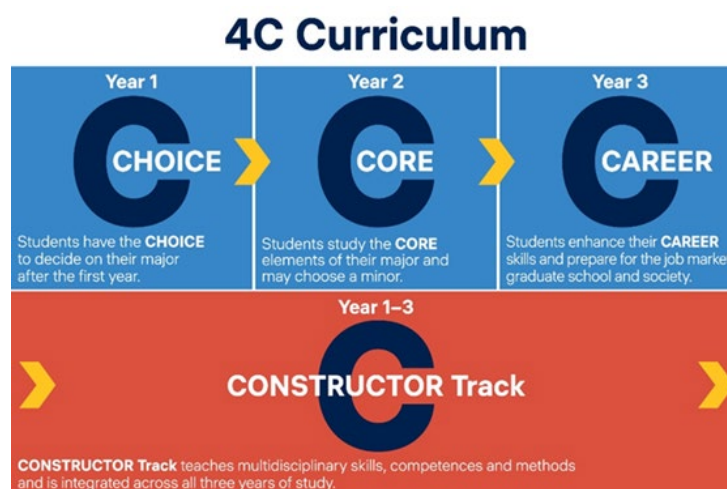 4C Curriculum
Year 1
CHOICE
Students have the CHOICE
to decide on their major
after the first year.
Year 2
CORE
Students study the CORE
elements of their major and
may choose a minor.
Year 3
CAREER
Students enhance their CAREER
skills and prepare for the job marke
graduate school and society.
Year 1–3
CONSTRUCTOR Track
CONSTRUCTOR Track teaches multidisciplinary skills, competences and methods
and is integrated across all three years of study.